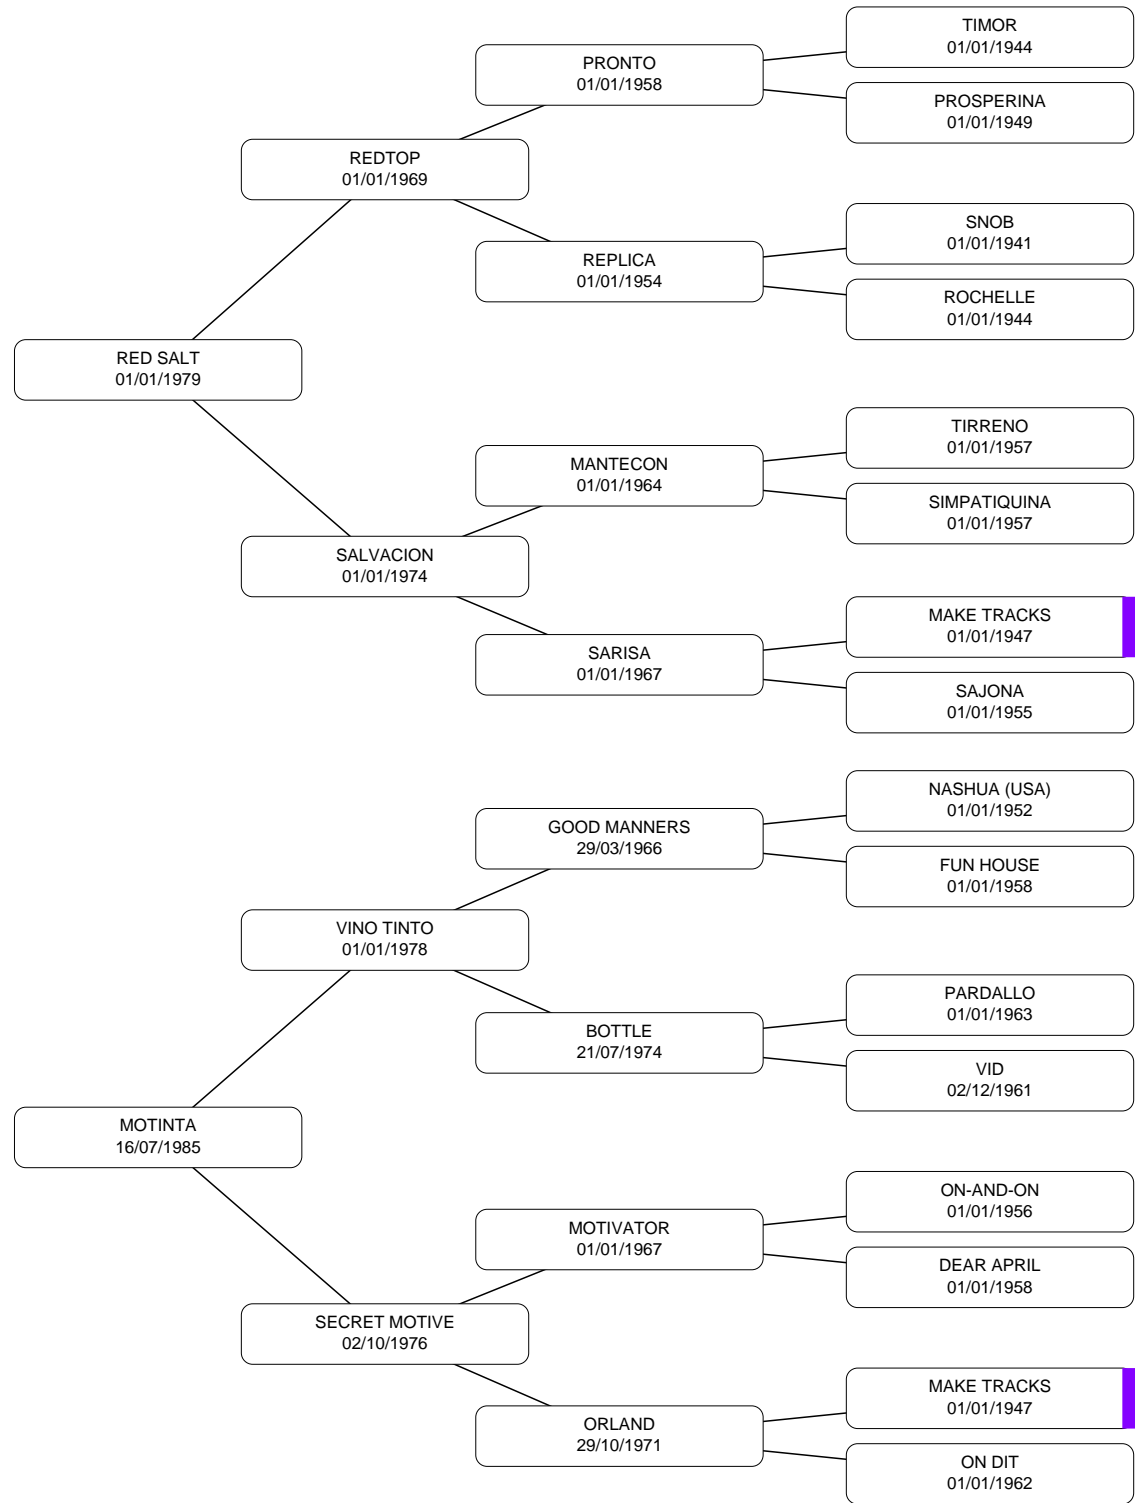 TIMOR
01/01/1944
PRONTO
01/01/1958
PROSPERINA
01/01/1949
REDTOP
01/01/1969
SNOB
01/01/1941
REPLICA
01/01/1954
ROCHELLE
01/01/1944
RED SALT
01/01/1979
TIRRENO
01/01/1957
MANTECON
01/01/1964
SIMPATIQUINA
01/01/1957
SALVACION
01/01/1974
MAKE TRACKS
01/01/1947
SARISA
01/01/1967
SAJONA
01/01/1955
NASHUA (USA)
01/01/1952
GOOD MANNERS
29/03/1966
FUN HOUSE
01/01/1958
VINO TINTO
01/01/1978
PARDALLO
01/01/1963
BOTTLE
21/07/1974
VID
02/12/1961
MOTINTA
16/07/1985
ON-AND-ON
01/01/1956
MOTIVATOR
01/01/1967
DEAR APRIL
01/01/1958
SECRET MOTIVE
02/10/1976
MAKE TRACKS
01/01/1947
ORLAND
29/10/1971
ON DIT
01/01/1962